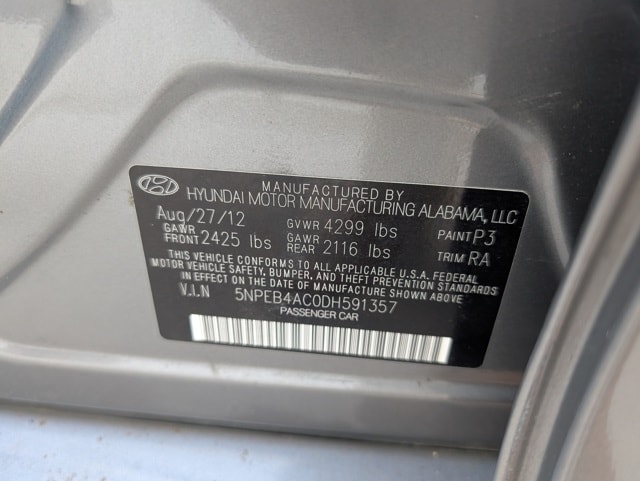 MANUFACTURED BY
HYUNDAI MOTOR MANUFACTURING ALABAMA, LLC
Aug/27/12 GVWR 4299 lbs PAINT P3
GAWR FRONT 2425 lbs GAWR REAR 2116 lbs TRIM RA
THIS VEHICLE CONFORMS TO ALL APPLICABLE U.S.A. FEDERAL
MOTOR VEHICLE SAFETY, BUMPER, AND THEFT PREVENTION STANDARDS
IN EFFECT ON THE DATE OF MANUFACTURE SHOWN ABOVE.
V.I.N 5NPEB4AC0DH591357
PASSENGER CAR